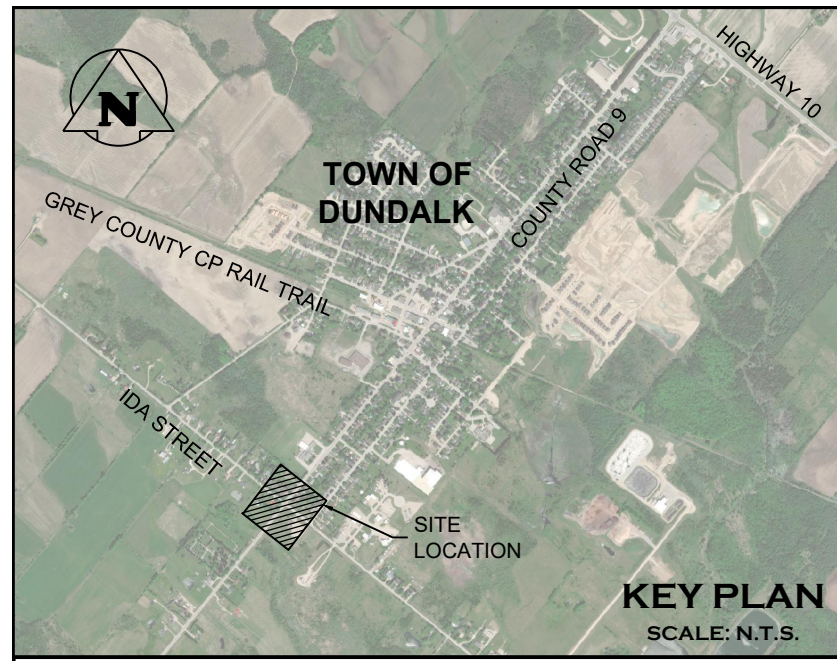 N
HIGHWAY 10
COUNTY ROAD 9
TOWN OF
DUNDALK
GREY COUNTY CP RAIL TRAIL
IDA STREET
SITE
LOCATION
KEY PLAN
SCALE: N.T.S.